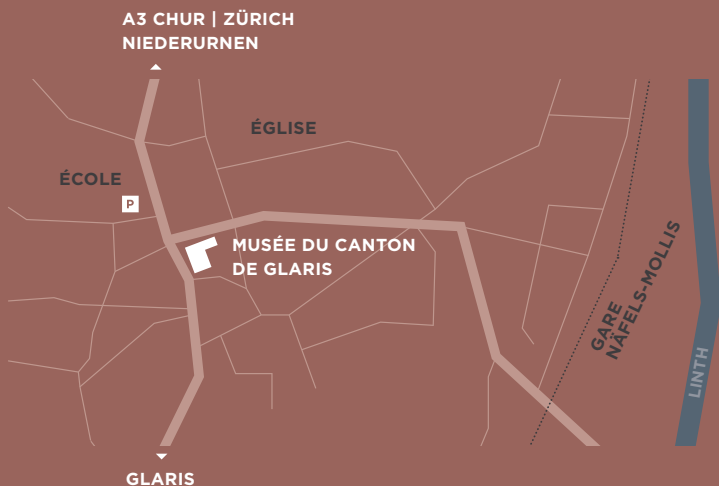 A3 CHUR | ZÜRICH
NIEDERURNEN
ÉGLISE
ÉCOLE
P
MUSÉE DU CANTON
DE GLARIS
GARE
NÄFELS-MOLLIS
LINTH
GLARIS